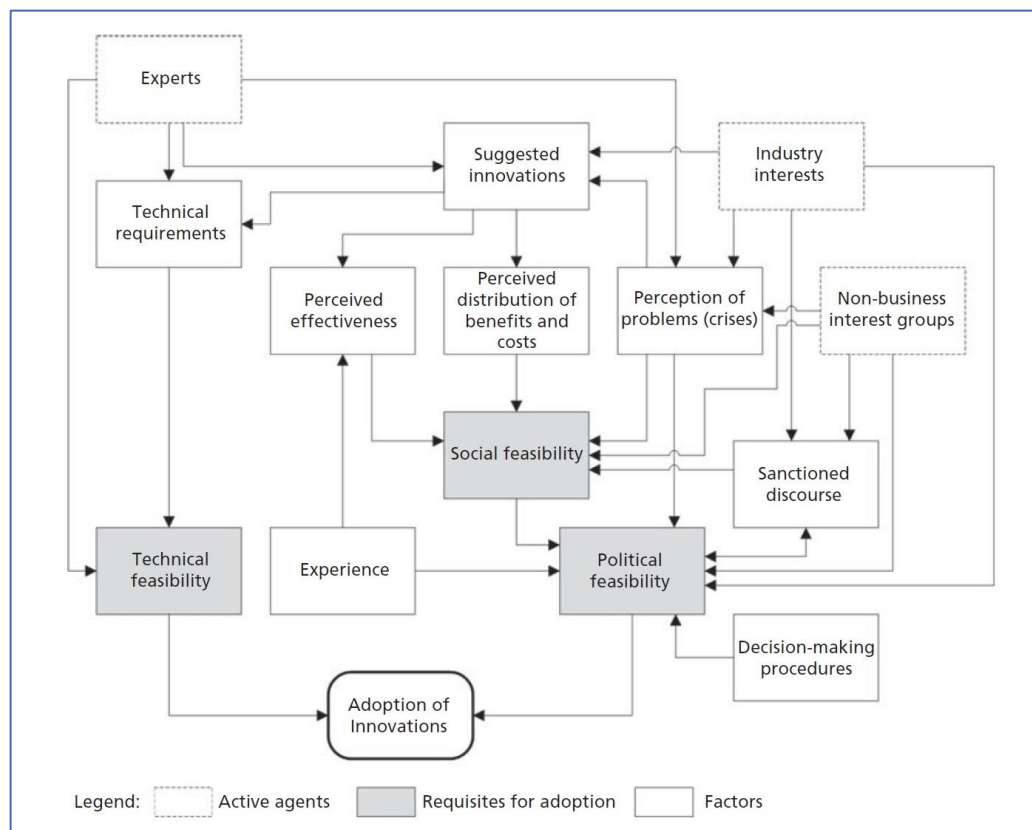 Experts
Suggested
innovations
Industry
interests
Technical
requirements
Perceived
effectiveness
Perceived
distribution of
benefits and
costs
Perception of
problems (crises)
Non-business
interest groups
Social feasibility
Sanctioned
discourse
Technical
feasibility
Experience
Political
feasibility
Decision-making
procedures
Adoption of
Innovations
Legend: Active agents Requisites for adoption Factors